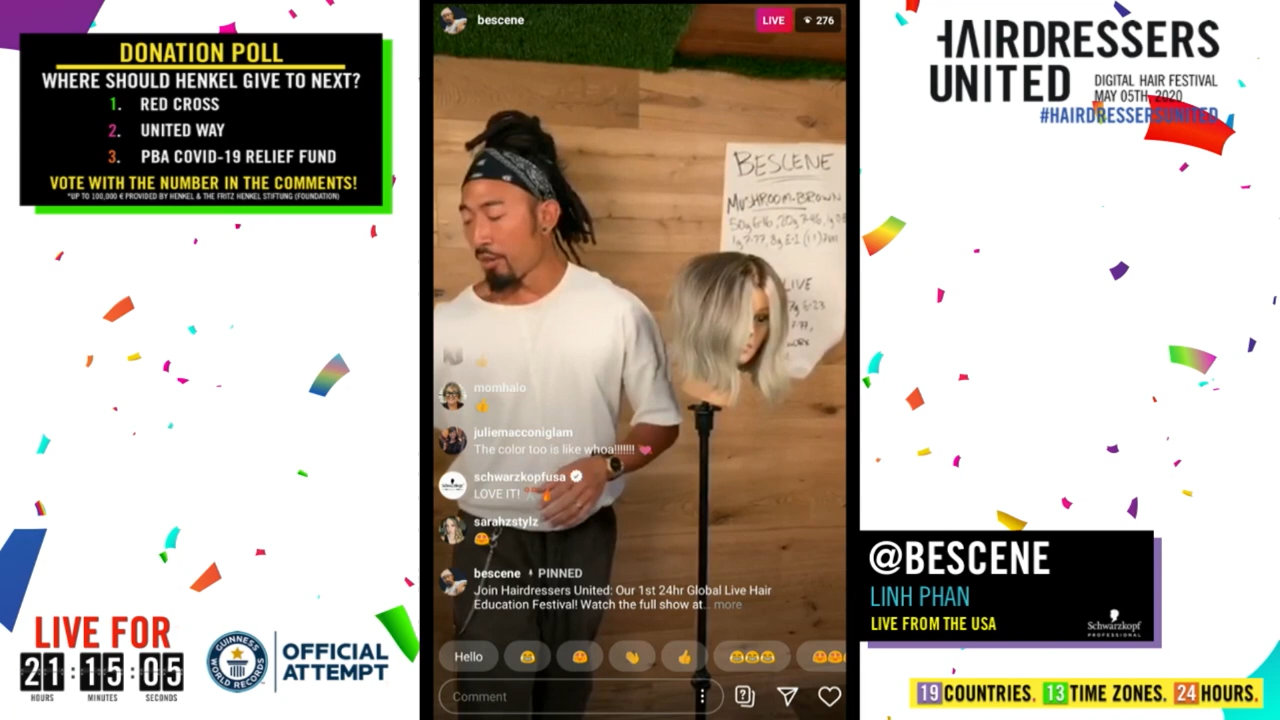 DONATION POLL
WHERE SHOULD HENKEL GIVE TO NEXT?
1. RED CROSS
2. UNITED WAY
3. PBA COVID-19 RELIEF FUND
VOTE WITH THE NUMBER IN THE COMMENTS!
*UP TO 100,000 € PROVIDED BY HENKEL & THE FRITZ HENKEL STIFTUNG (FOUNDATION)
LIVE FOR
21:15:05
HOURS MINUTES SECONDS
GUINNESS WORLD RECORDS
OFFICIAL
ATTEMPT
bescene
LIVE 276
BESCENE
MUSHROOM-BROWN
LIVE
momhalo
juliemacconiglam
The color too is like whoa!!!!!!!
schwarzkopfusa
LOVE IT!
sarahzstylz
bescene PINNED
Join Hairdressers United: Our 1st 24hr Global Live Hair
Education Festival! Watch the full show at... more
Hello
Comment
HAIRDRESSERS
UNITED
DIGITAL HAIR FESTIVAL
MAY 05TH, 2020
#HAIRDRESSERSUNITED
@BESCENE
LINH PHAN
LIVE FROM THE USA
Schwarzkopf
PROFESSIONAL
19 COUNTRIES. 13 TIME ZONES. 24 HOURS.